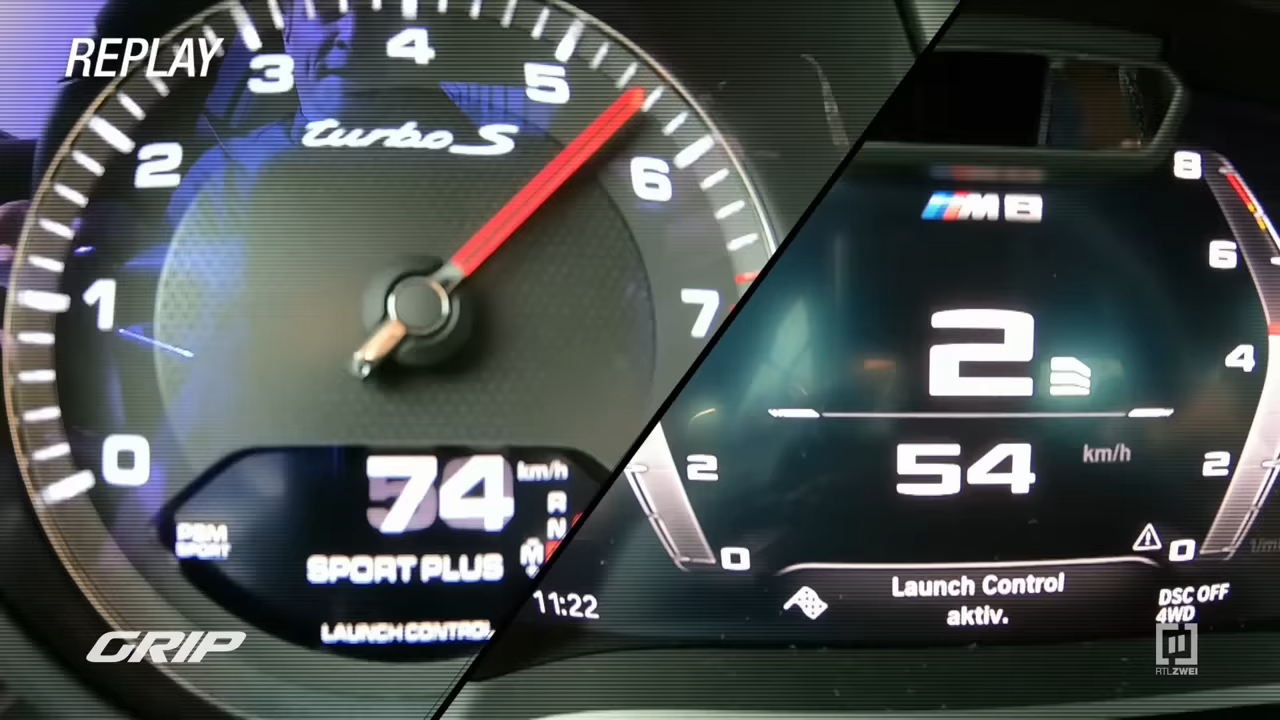 REPLAY
0
1
2
3
4
5
6
7
turbo S
74 km/h
R
N
M
PSM
SPORT
SPORT PLUS
11:22
LAUNCH CONTROL
GRIP
M8
8
6
4
2
0
2
0
2
54 km/h
Launch Control
aktiv.
DSC OFF
4WD
RTLZWEI